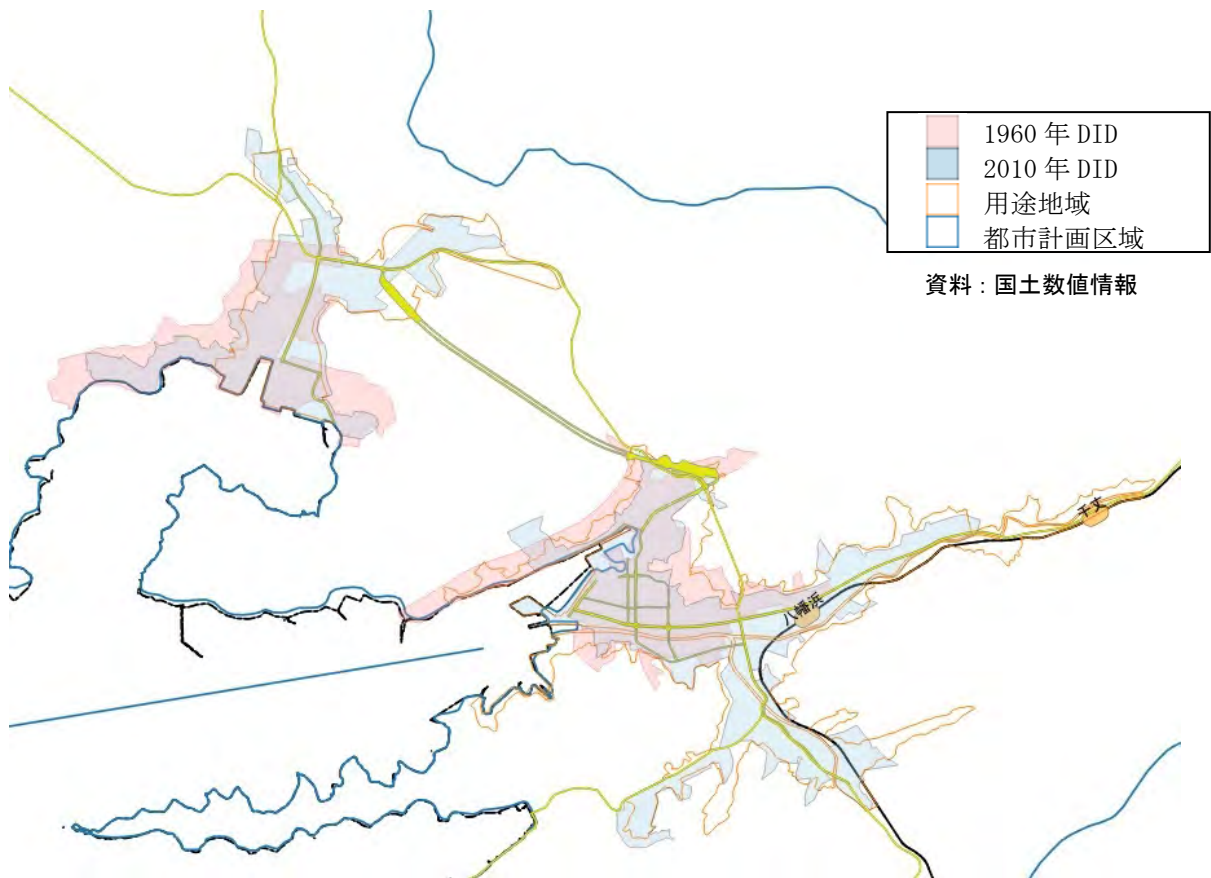 1960 年 DID
2010 年 DID
用途地域
都市計画区域
資料：国土数値情報
千丈
八幡浜